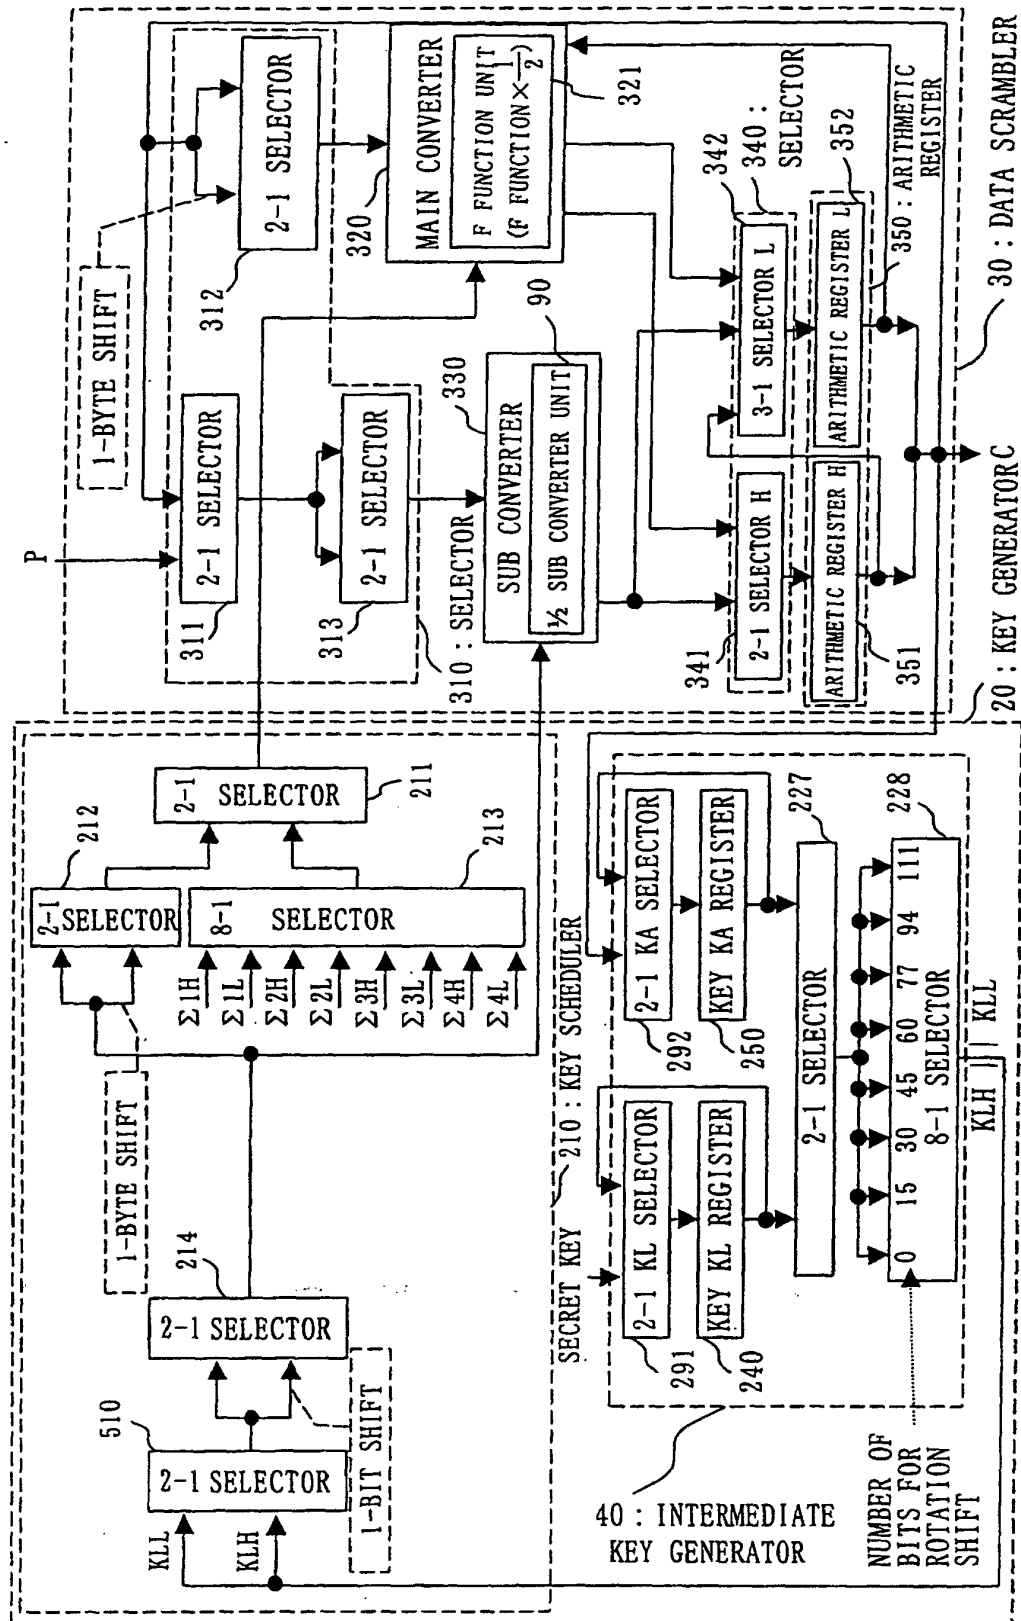 KLL
KLH
2-1 SELECTOR
510
1-BIT SHIFT
2-1 SELECTOR
214
1-BYTE SHIFT
2-1
SELECTOR
212
Σ1H
Σ1L
Σ2H
Σ2L
Σ3H
Σ3L
Σ4H
Σ4L
8-1
SELECTOR
213
2-1
SELECTOR
211
210 : KEY SCHEDULER
SECRET KEY
2-1 KL SELECTOR
291
KEY KL REGISTER
240
2-1 KA SELECTOR
292
KEY KA REGISTER
250
2-1 SELECTOR
227
0 15 30 45 60 77 94 111
8-1 SELECTOR
228
KLH || KLL
40 : INTERMEDIATE
KEY GENERATOR
NUMBER OF
BITS FOR
ROTATION
SHIFT
20 : KEY GENERATOR
P
1-BYTE SHIFT
2-1 SELECTOR
311
2-1 SELECTOR
312
2-1 SELECTOR
313
310 : SELECTOR
MAIN CONVERTER
320
F FUNCTION UNIT
(F FUNCTION × 1/2)
321
SUB CONVERTER
330
½ SUB CONVERTER UNIT
90
2-1 SELECTOR H
341
3-1 SELECTOR L
342
340 : SELECTOR
ARITHMETIC REGISTER H
351
ARITHMETIC REGISTER L
352
350 : ARITHMETIC
REGISTER
C
30 : DATA SCRAMBLER